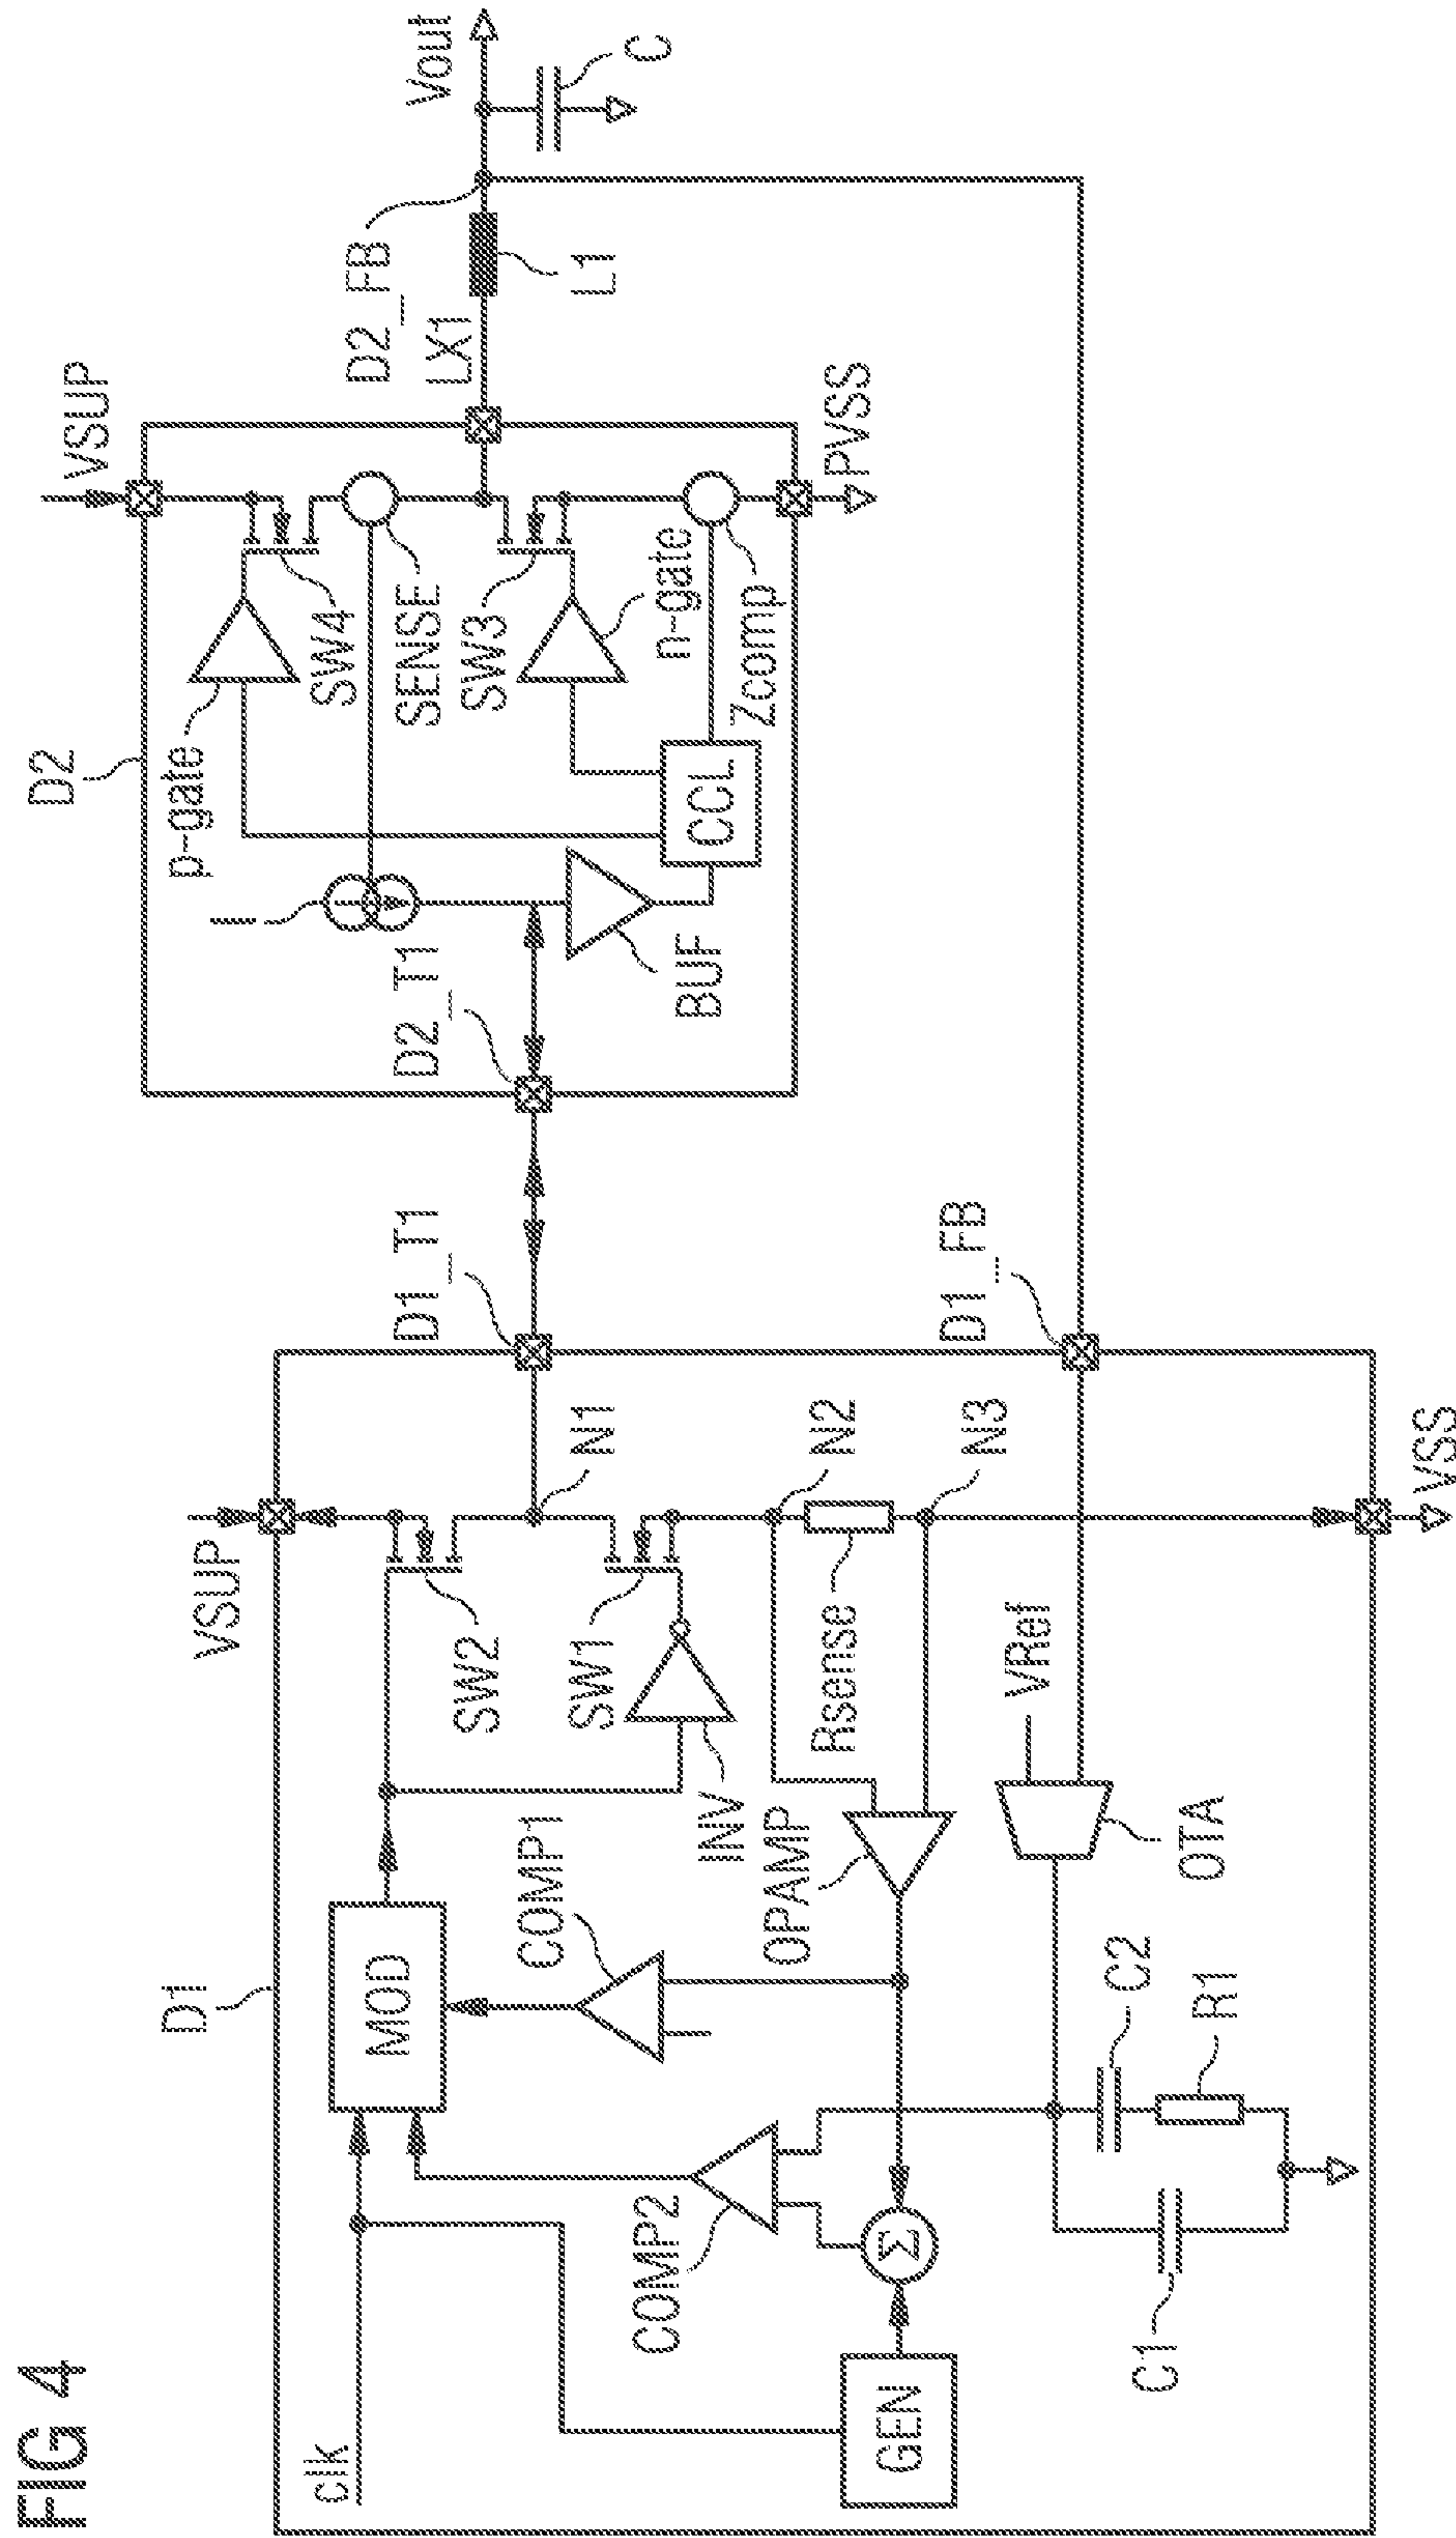 FIG 4
D1
VSUP
clk
MOD
SW2
N1
D1_T1
COMP1
SW1
INV
COMP2
OPAMP
Rsense
N2
GEN
Σ
N3
D1_FB
VRef
OTA
C2
R1
C1
VSS
D2
VSUP
p-gate
SW4
I
D2_T1
SENSE
SW3
BUF
CCL
n-gate
Zcomp
PVSS
D2_FB
LX1
L1
Vout
C